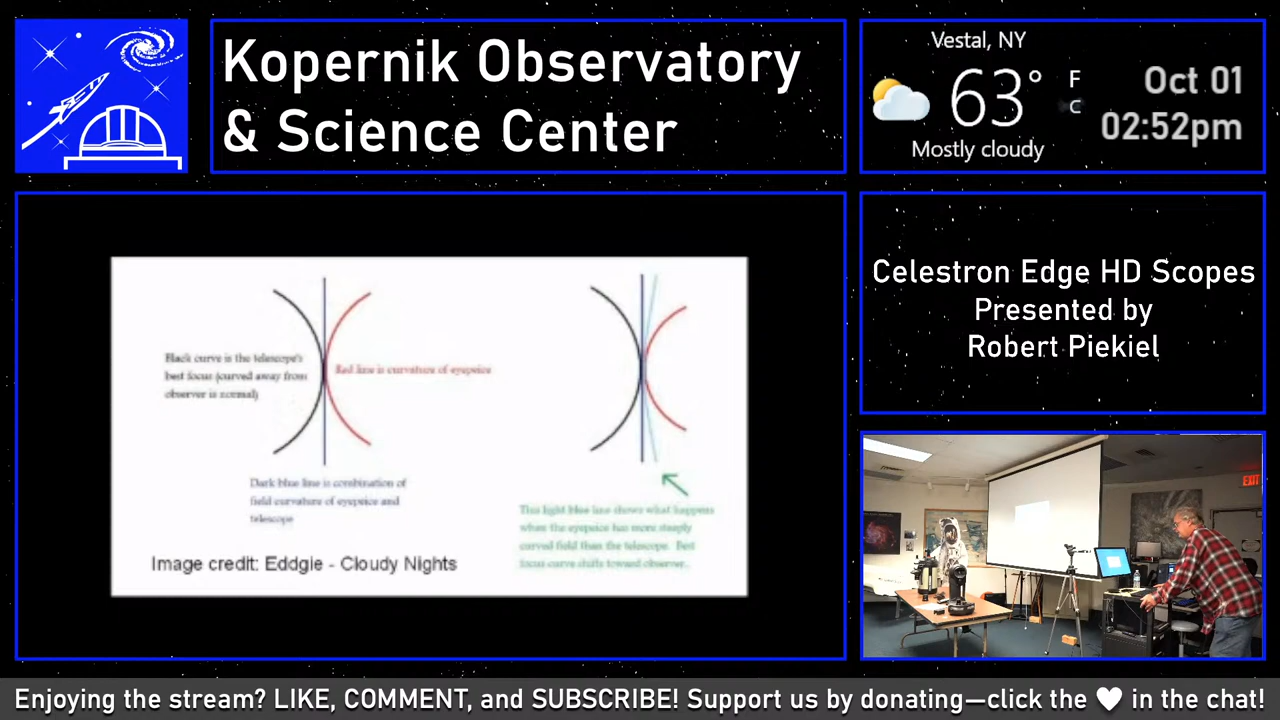 Kopernik Observatory
& Science Center
Vestal, NY
63°
F
C
Mostly cloudy
Oct 01
02:52pm
Celestron Edge HD Scopes
Presented by
Robert Piekiel
Black curve is the telescope's
best focus (curved away from
observer is normal)
Red line is curvature of eyepeice
Dark blue line is combination of
field curvature of eyepeice and
telescope
This light blue line shows what happens
when the eyepeice has more steeply
curved field than the telescope. Best
focus curve shifts toward observer.
Image credit: Eddgie - Cloudy Nights
EXIT
Enjoying the stream? LIKE, COMMENT, and SUBSCRIBE! Support us by donating—click the ♥ in the chat!